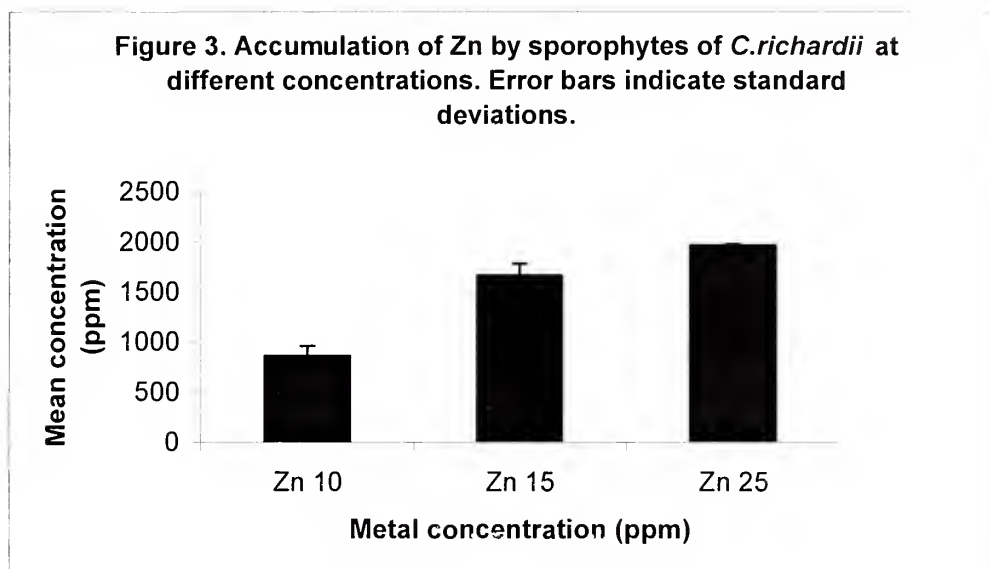 Figure 3. Accumulation of Zn by sporophytes of C.richardii at
different concentrations. Error bars indicate standard
deviations.
Mean concentration
(ppm)
2500
2000
1500
1000
500
0
Zn 10 Zn 15 Zn 25
Metal concentration (ppm)